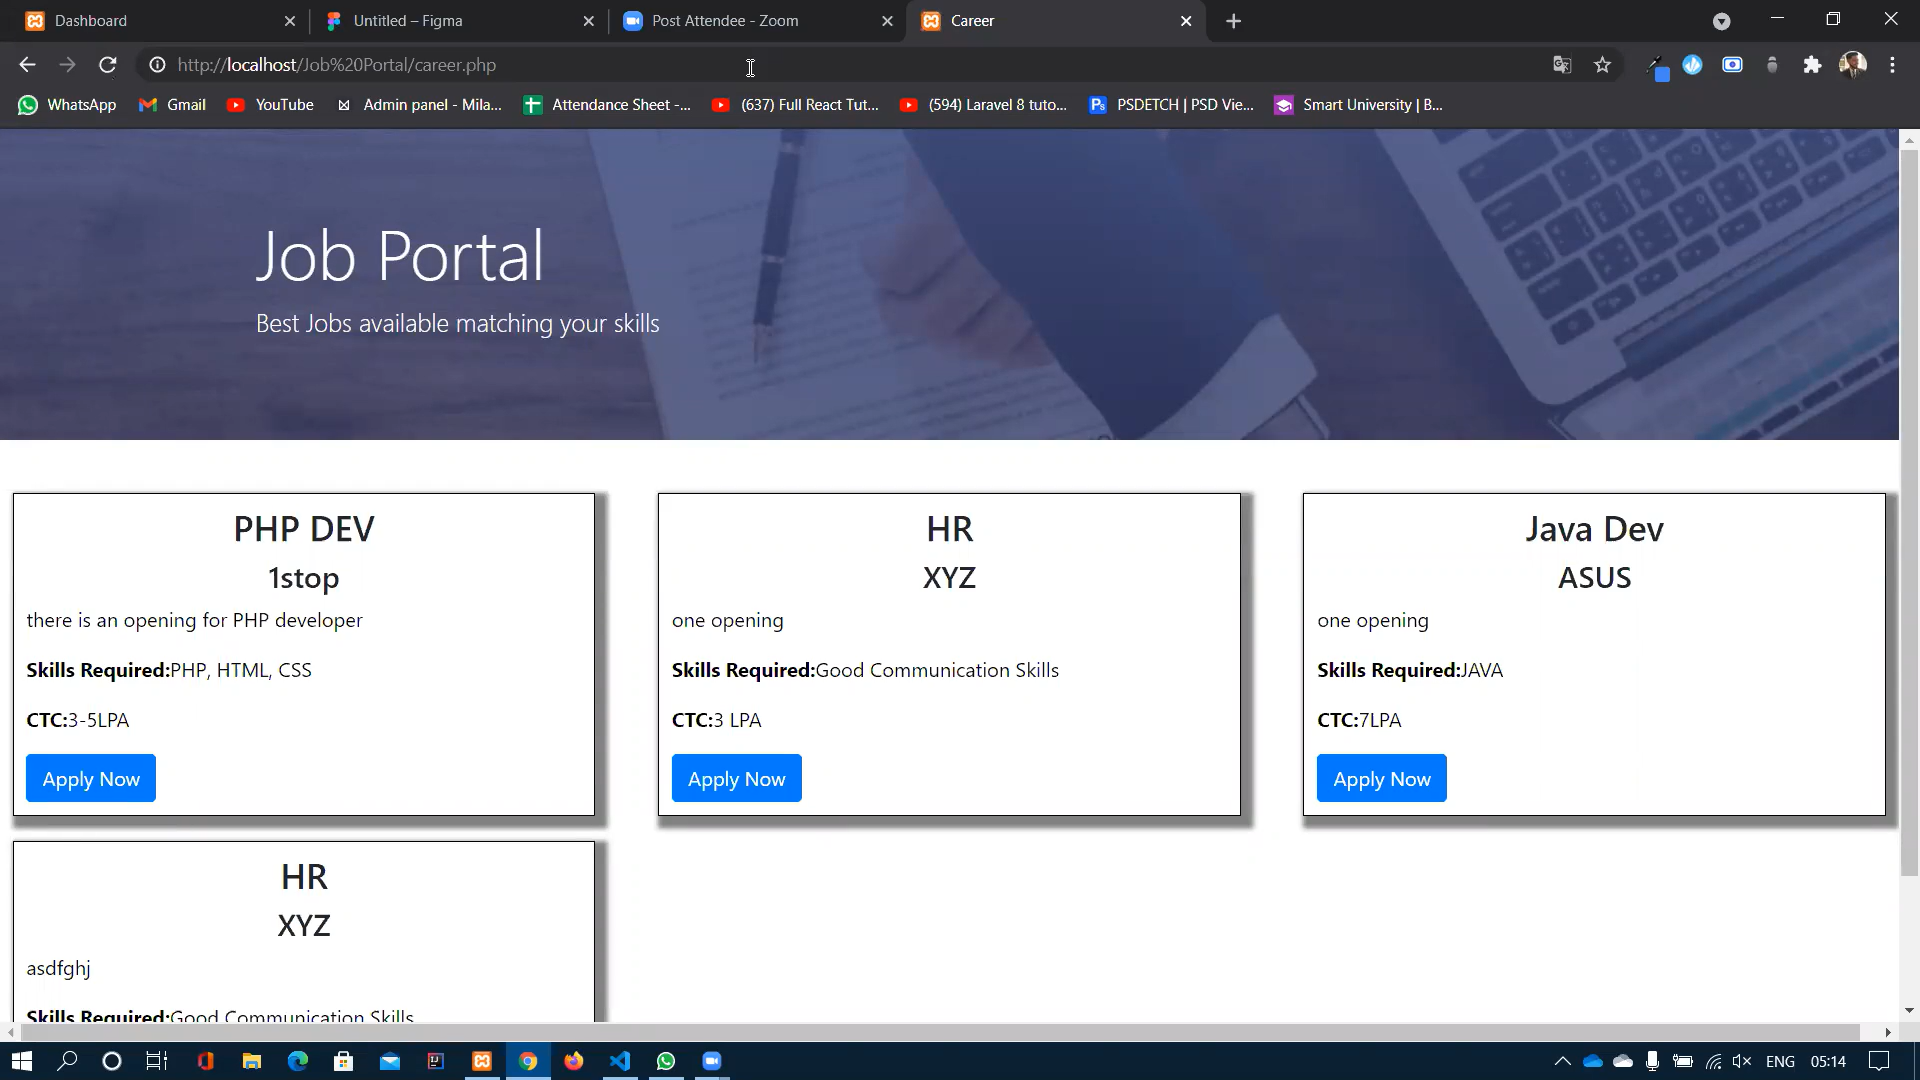 Dashboard
Untitled – Figma
Post Attendee - Zoom
Career
http://localhost/Job%20Portal/career.php
WhatsApp
Gmail
YouTube
Admin panel - Mila...
Attendance Sheet -...
(637) Full React Tut...
(594) Laravel 8 tuto...
PSDETCH | PSD Vie...
Smart University | B...
Job Portal
Best Jobs available matching your skills
PHP DEV
1stop
there is an opening for PHP developer
Skills Required:PHP, HTML, CSS
CTC:3-5LPA
Apply Now
HR
XYZ
one opening
Skills Required:Good Communication Skills
CTC:3 LPA
Apply Now
Java Dev
ASUS
one opening
Skills Required:JAVA
CTC:7LPA
Apply Now
HR
XYZ
asdfghj
Skills Required:Good Communication Skills
ENG
05:14